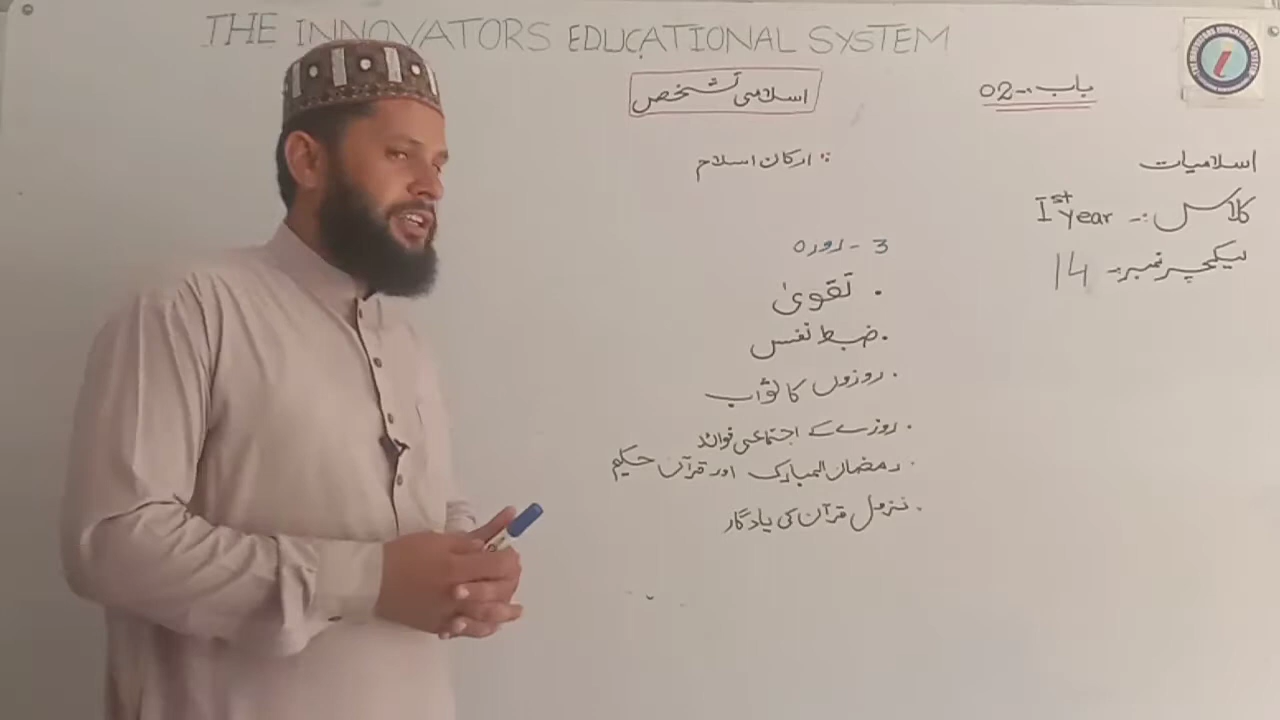 THE INNOVATORS EDUCATIONAL SYSTEM
باب :- 02
اسلامی تشخص
اسلامیات
ارکان اسلام :
کلاس :- Ist year
لیکچر نمبر :- 14
3 - روزہ
. تقویٰ
. ضبط نفس
. روزوں کا ثواب
. روزے کے اجتماعی فوائد
. رمضان المبارک اور قرآن حکیم
. نزول قرآن کی یادگار